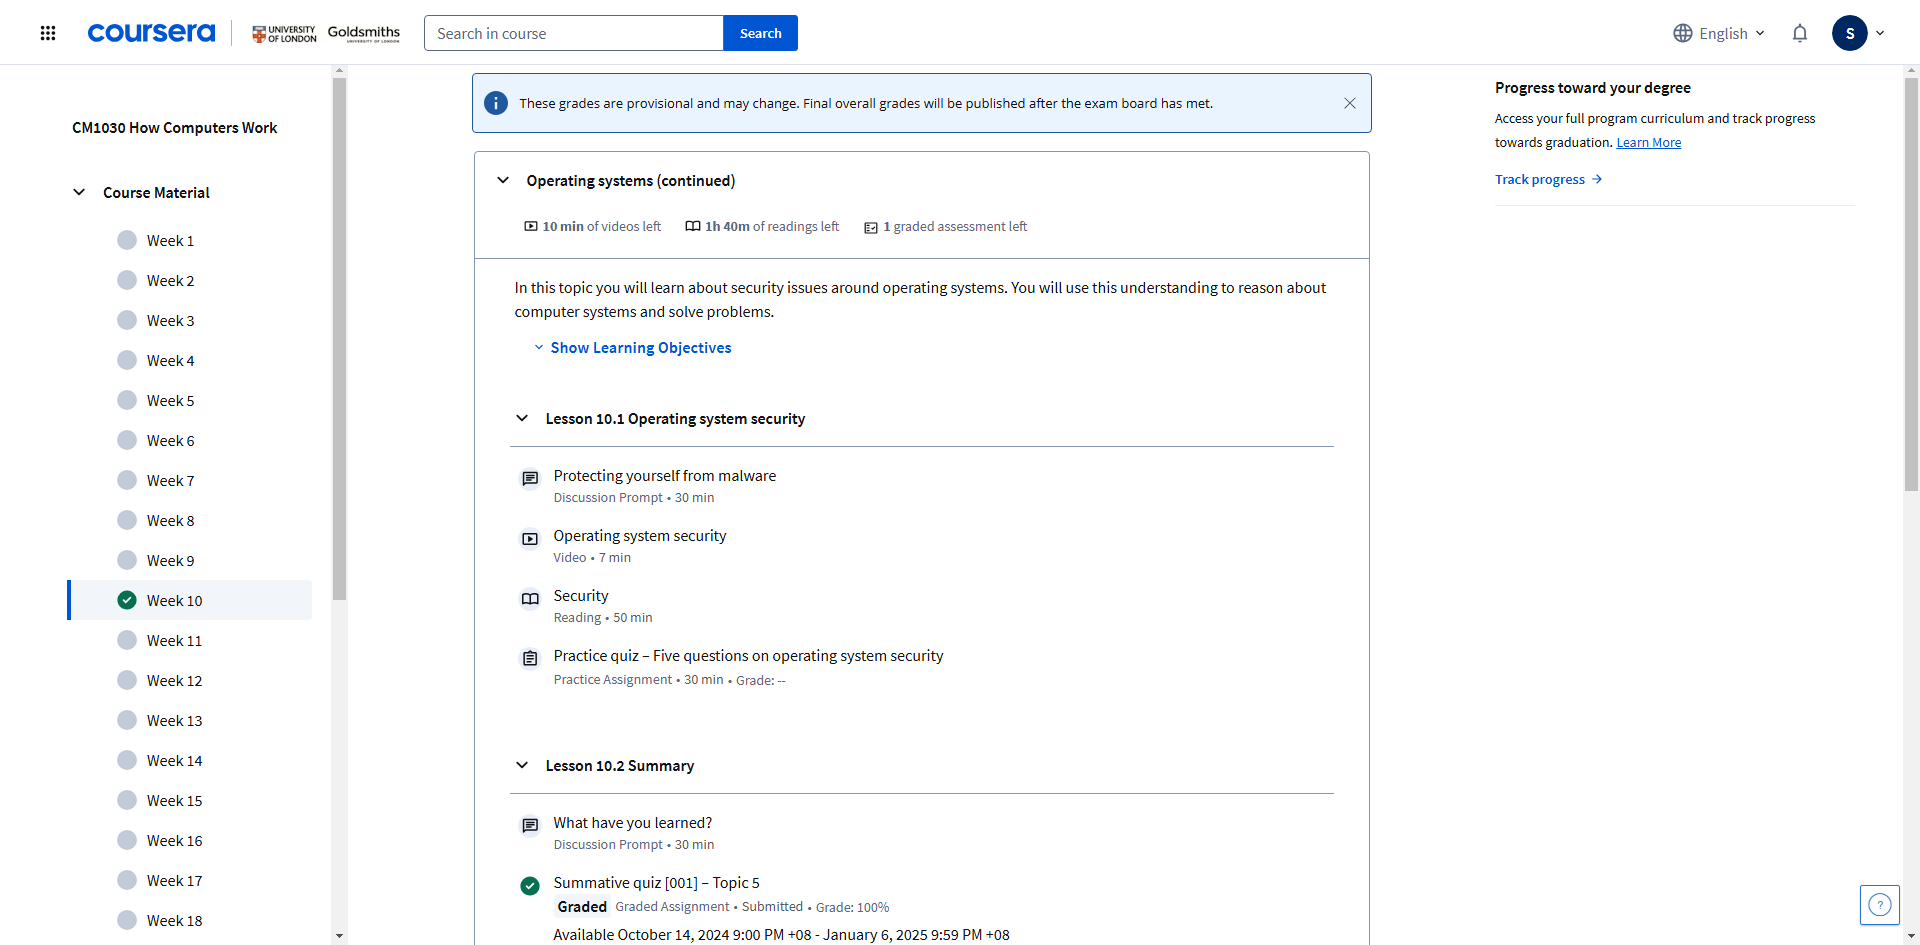 coursera
UNIVERSITY
OF LONDON
Goldsmiths
UNIVERSITY OF LONDON
Search in course
Search
English
S
CM1030 How Computers Work
Course Material
Week 1
Week 2
Week 3
Week 4
Week 5
Week 6
Week 7
Week 8
Week 9
Week 10
Week 11
Week 12
Week 13
Week 14
Week 15
Week 16
Week 17
Week 18
These grades are provisional and may change. Final overall grades will be published after the exam board has met.
Operating systems (continued)
10 min of videos left 1h 40m of readings left 1 graded assessment left
In this topic you will learn about security issues around operating systems. You will use this understanding to reason about
computer systems and solve problems.
Show Learning Objectives
Lesson 10.1 Operating system security
Protecting yourself from malware
Discussion Prompt • 30 min
Operating system security
Video • 7 min
Security
Reading • 50 min
Practice quiz – Five questions on operating system security
Practice Assignment • 30 min • Grade: --
Lesson 10.2 Summary
What have you learned?
Discussion Prompt • 30 min
Summative quiz [001] – Topic 5
Graded Graded Assignment • Submitted • Grade: 100%
Available October 14, 2024 9:00 PM +08 - January 6, 2025 9:59 PM +08
Progress toward your degree
Access your full program curriculum and track progress
towards graduation. Learn More
Track progress →
?